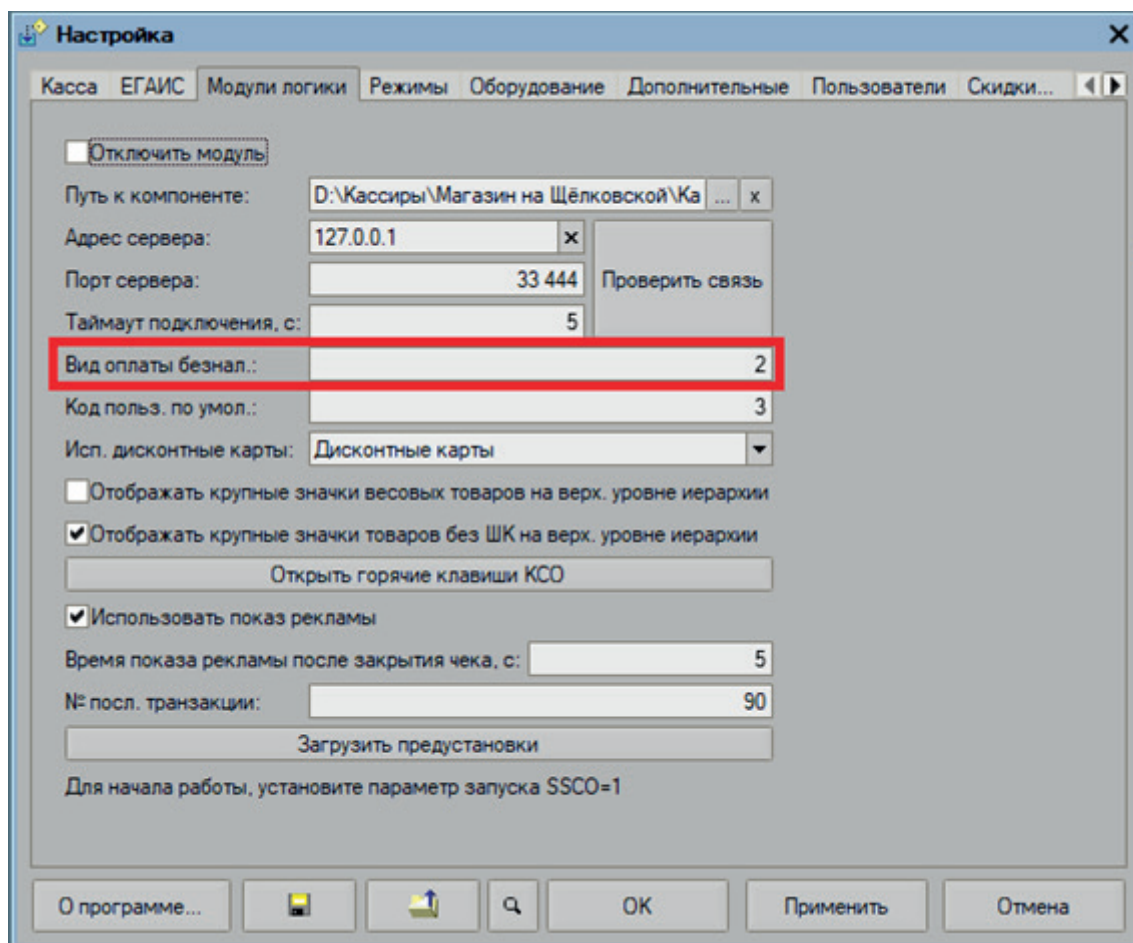 Настройка
Касса ЕГАИС Модули логики Режимы Оборудование Дополнительные Пользователи Скидки...
Отключить модуль
Путь к компоненте: D:\Кассиры\Магазин на Щёлковской\Ка ... x
Адрес сервера: 127.0.0.1 x
Порт сервера: 33 444 Проверить связь
Таймаут подключения, с: 5
Вид оплаты безнал.: 2
Код польз. по умол.: 3
Исп. дисконтные карты: Дисконтные карты
Отображать крупные значки весовых товаров на верх. уровне иерархии
Отображать крупные значки товаров без ШК на верх. уровне иерархии
Открыть горячие клавиши КСО
Использовать показ рекламы
Время показа рекламы после закрытия чека, с: 5
№ посл. транзакции: 90
Загрузить предустановки
Для начала работы, установите параметр запуска SSCO=1
О программе... OK Применить Отмена